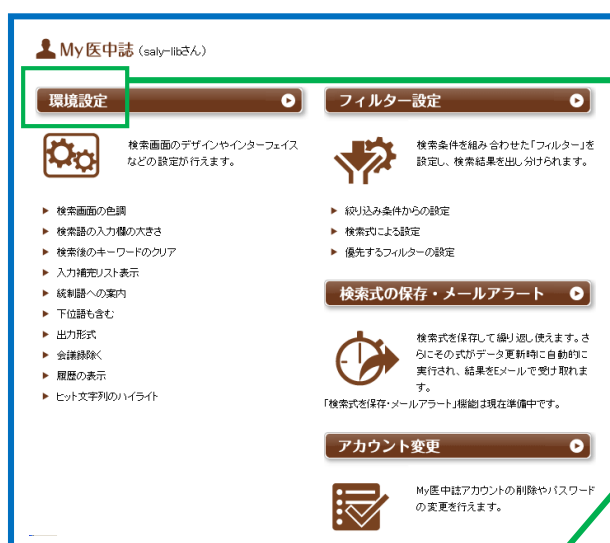 My医中誌 (saly-libさん)
環境設定
検索画面のデザインやインターフェイス
などの設定が行えます。
検索画面の色調
検索語の入力欄の大きさ
検索後のキーワードのクリア
入力補完リスト表示
統制語への案内
下位語も含む
出力形式
会議録除く
履歴の表示
ヒット文字列のハイライト
フィルター設定
検索条件を組み合わせた「フィルター」を
設定し、検索結果を出し分けられます。
絞り込み条件からの設定
検索式による設定
優先するフィルターの設定
検索式の保存・メールアラート
検索式を保存して繰り返し使えます。さ
らにその式がデータ更新時に自動的に
実行され、結果をEメールで受け取れま
す。
「検索式を保存・メールアラート」機能は現在準備中です。
アカウント変更
My医中誌アカウントの削除やパスワード
の変更を行えます。